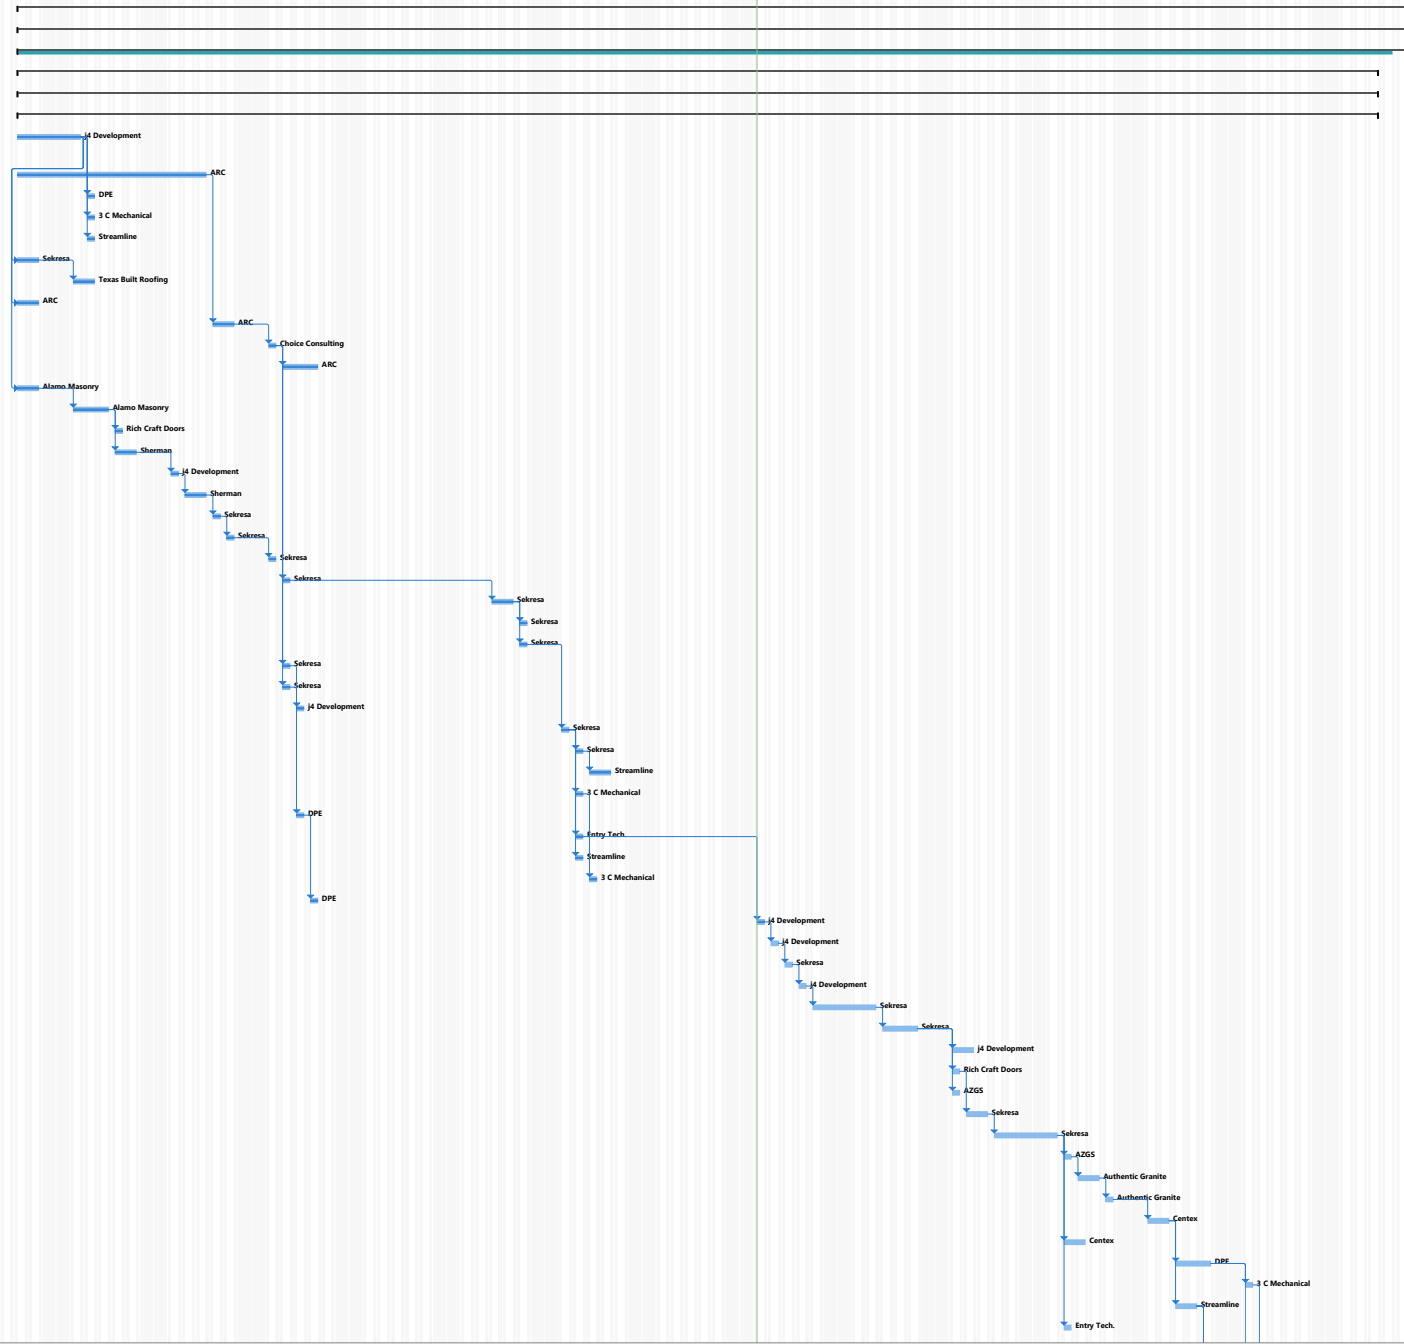 j4 Development
ARC
DPE
3 C Mechanical
Streamline
Sekresa
Texas Built Roofing
ARC
ARC
Choice Consulting
ARC
Alamo Masonry
Alamo Masonry
Rich Craft Doors
Sherman
j4 Development
Sherman
Sekresa
Sekresa
Sekresa
Sekresa
Sekresa
Sekresa
Sekresa
Sekresa
Sekresa
j4 Development
Sekresa
Sekresa
Streamline
3 C Mechanical
DPE
Entry Tech.
Streamline
3 C Mechanical
DPE
j4 Development
j4 Development
Sekresa
j4 Development
Sekresa
Sekresa
j4 Development
Rich Craft Doors
AZGS
Sekresa
Sekresa
AZGS
Authentic Granite
Authentic Granite
Centex
Centex
DPE
3 C Mechanical
Streamline
Entry Tech.